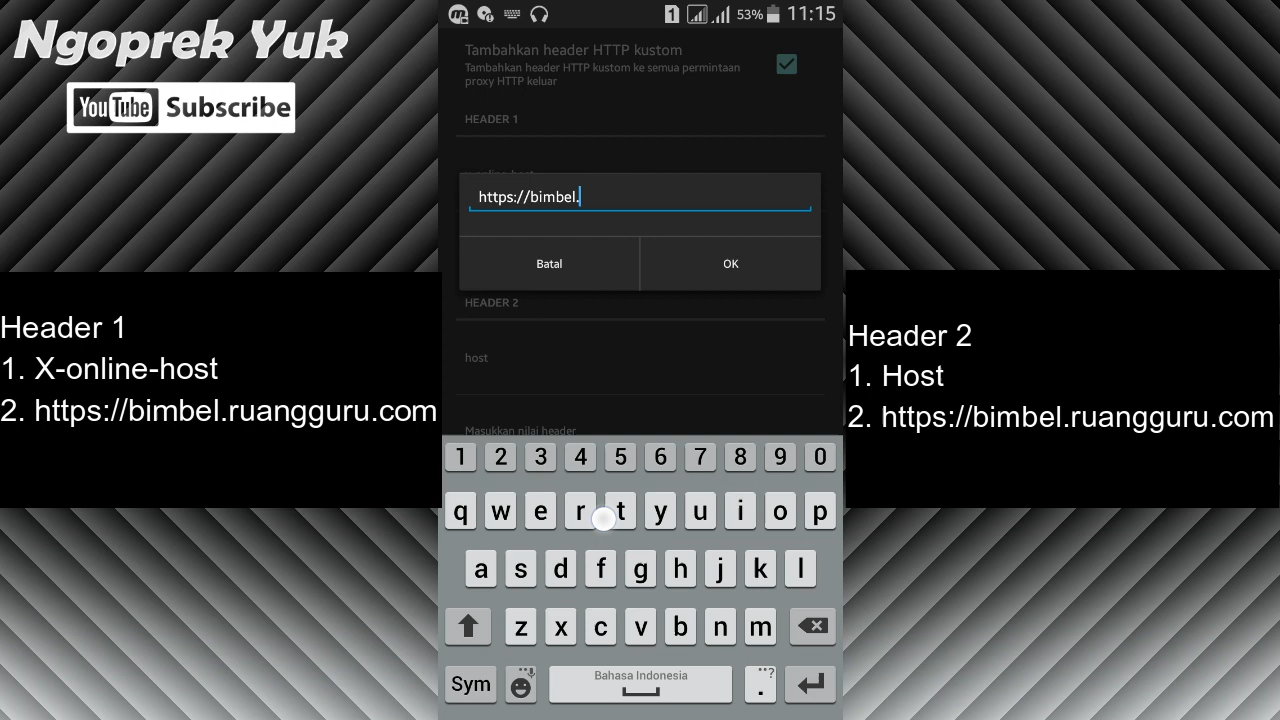 Ngoprek Yuk
YouTube Subscribe
1
53%
11:15
Tambahkan header HTTP kustom
Tambahkan header HTTP kustom ke semua permintaan
proxy HTTP keluar
HEADER 1
https://bimbel.
Batal
OK
HEADER 2
host
Masukkan nilai header
Header 1
1. X-online-host
2. https://bimbel.ruangguru.com
Header 2
1. Host
2. https://bimbel.ruangguru.com
1 2 3 4 5 6 7 8 9 0
q w e r t y u i o p
a s d f g h j k l
z x c v b n m
Sym
Bahasa Indonesia
. ?